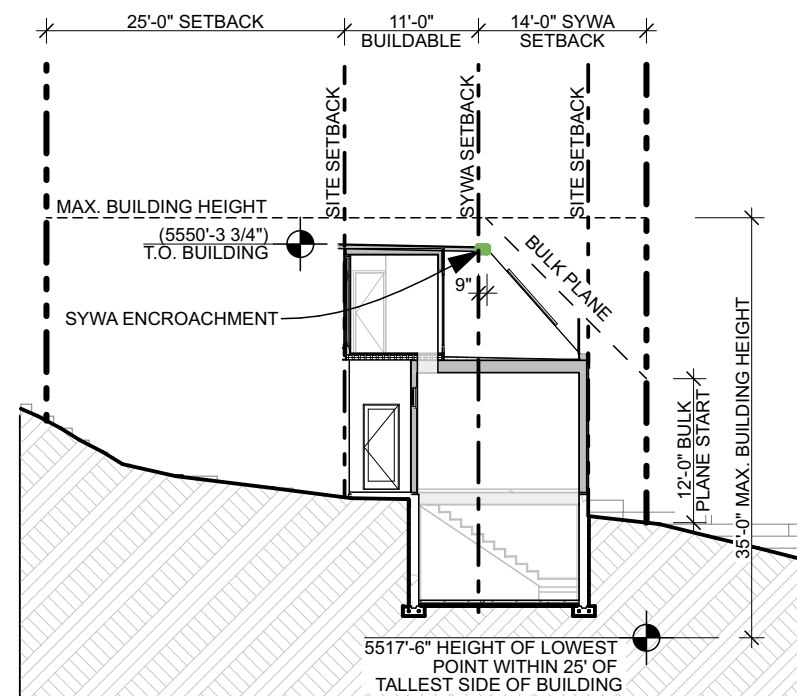 25'-0" SETBACK
11'-0"
BUILDABLE
14'-0" SYWA
SETBACK
SITE SETBACK
SYWA SETBACK
SITE SETBACK
MAX. BUILDING HEIGHT
(5550'-3 3/4")
T.O. BUILDING
BULK PLANE
9"
SYWA ENCROACHMENT
12'-0" BULK
PLANE START
35'-0" MAX. BUILDING HEIGHT
5517'-6" HEIGHT OF LOWEST
POINT WITHIN 25' OF
TALLEST SIDE OF BUILDING